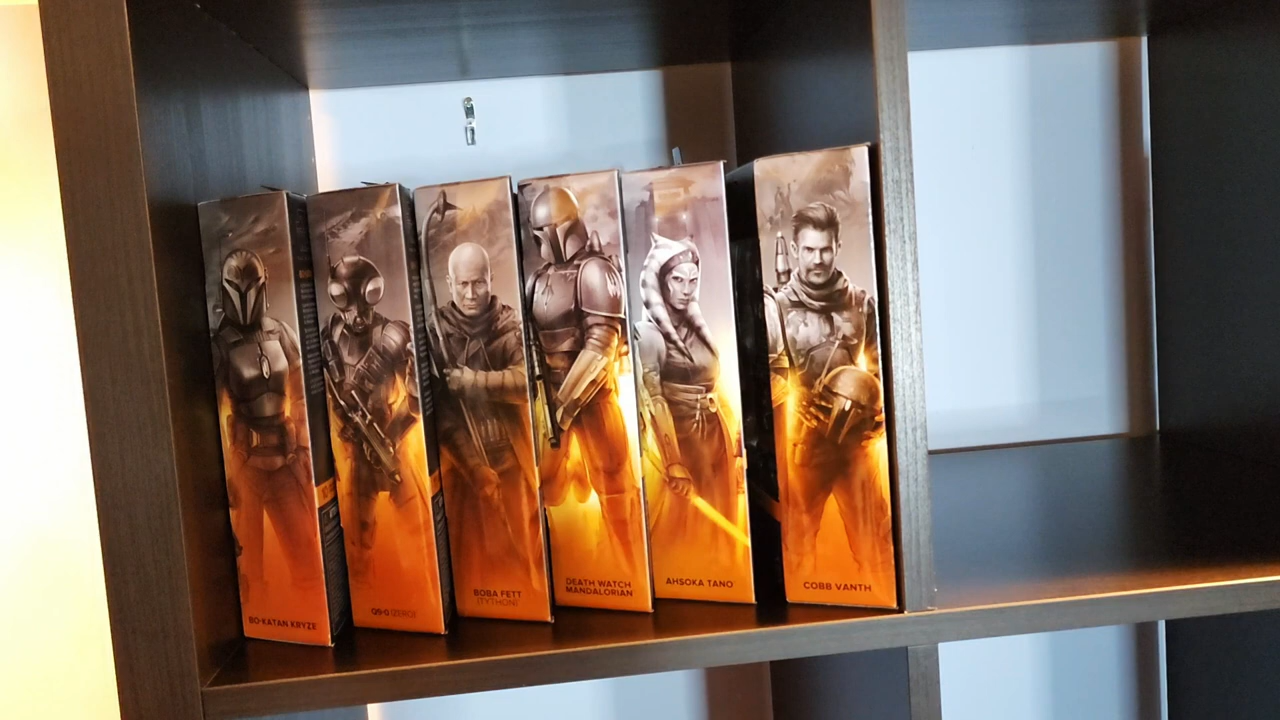 BO-KATAN KRYZE
Q9-0 (ZERO)
BOBA FETT
(TYTHON)
DEATH WATCH
MANDALORIAN
AHSOKA TANO
COBB VANTH